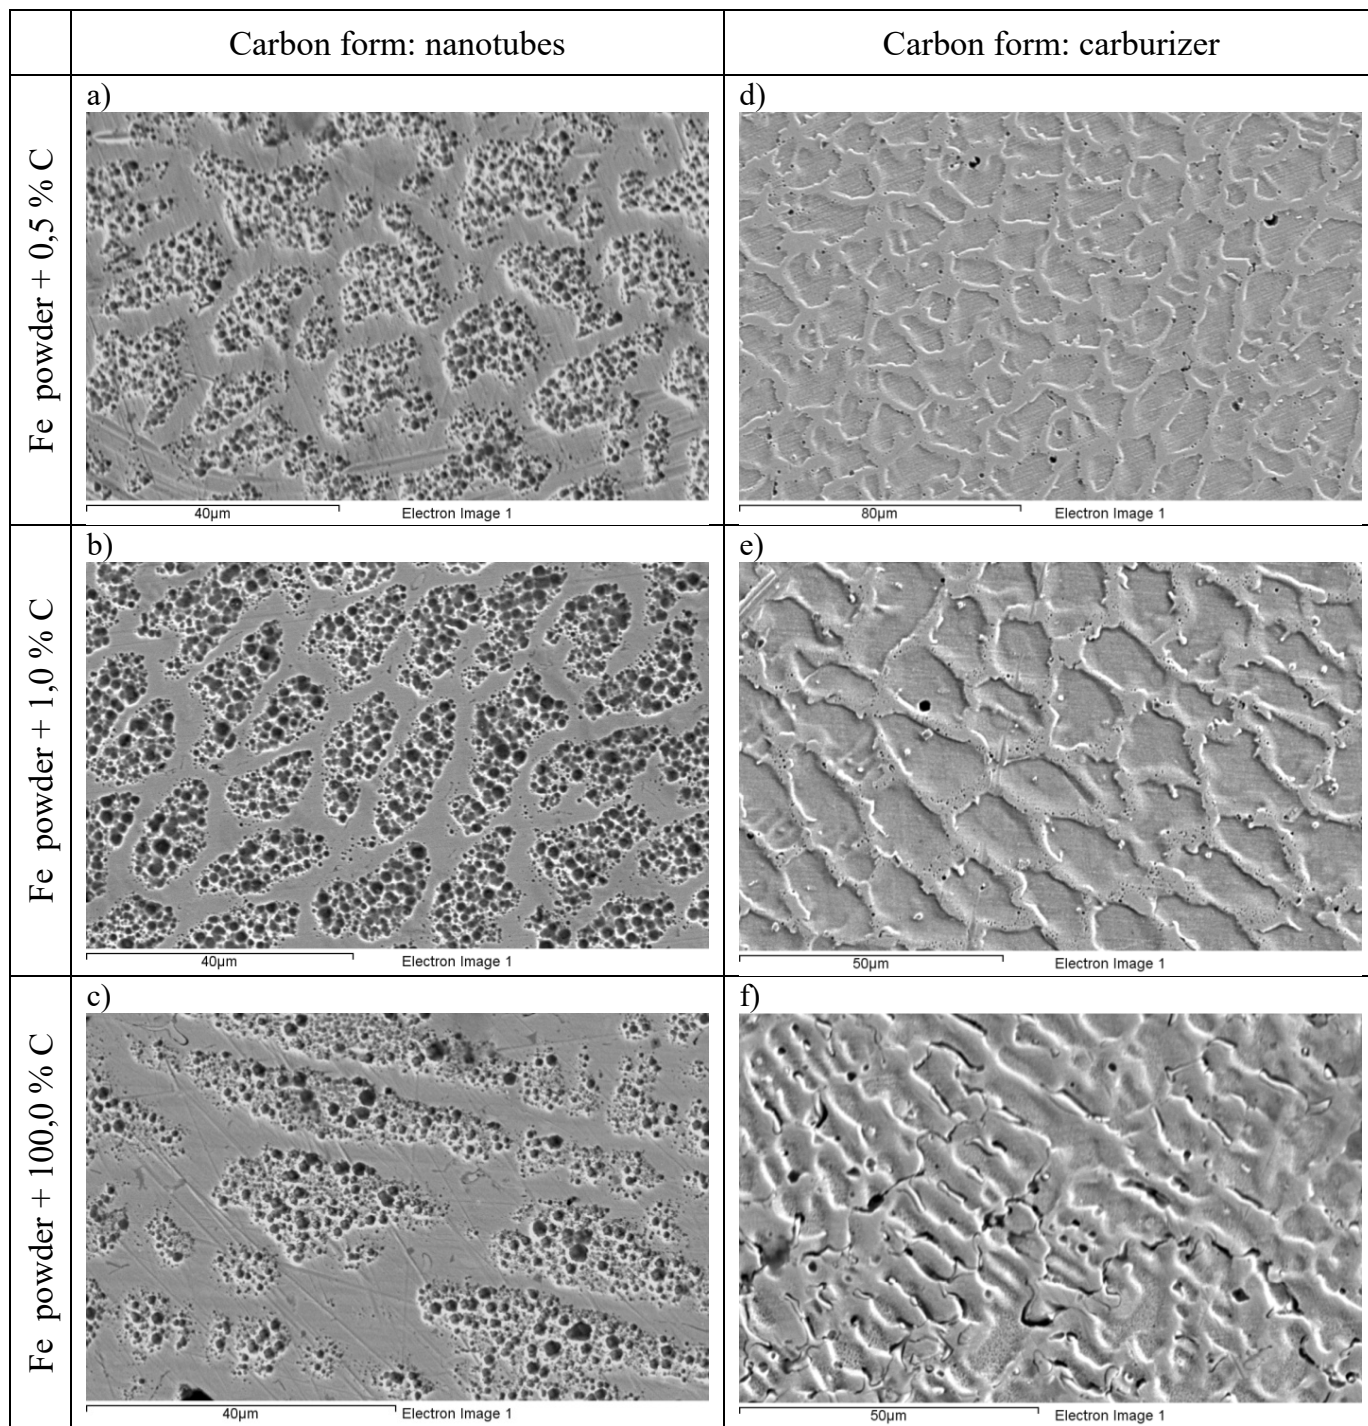 Carbon form: nanotubes
Carbon form: carburizer
Fe powder + 0,5 % C
a)
40µm
Electron Image 1
d)
80µm
Electron Image 1
Fe powder + 1,0 % C
b)
40µm
Electron Image 1
e)
50µm
Electron Image 1
Fe powder + 100,0 % C
c)
40µm
Electron Image 1
f)
50µm
Electron Image 1